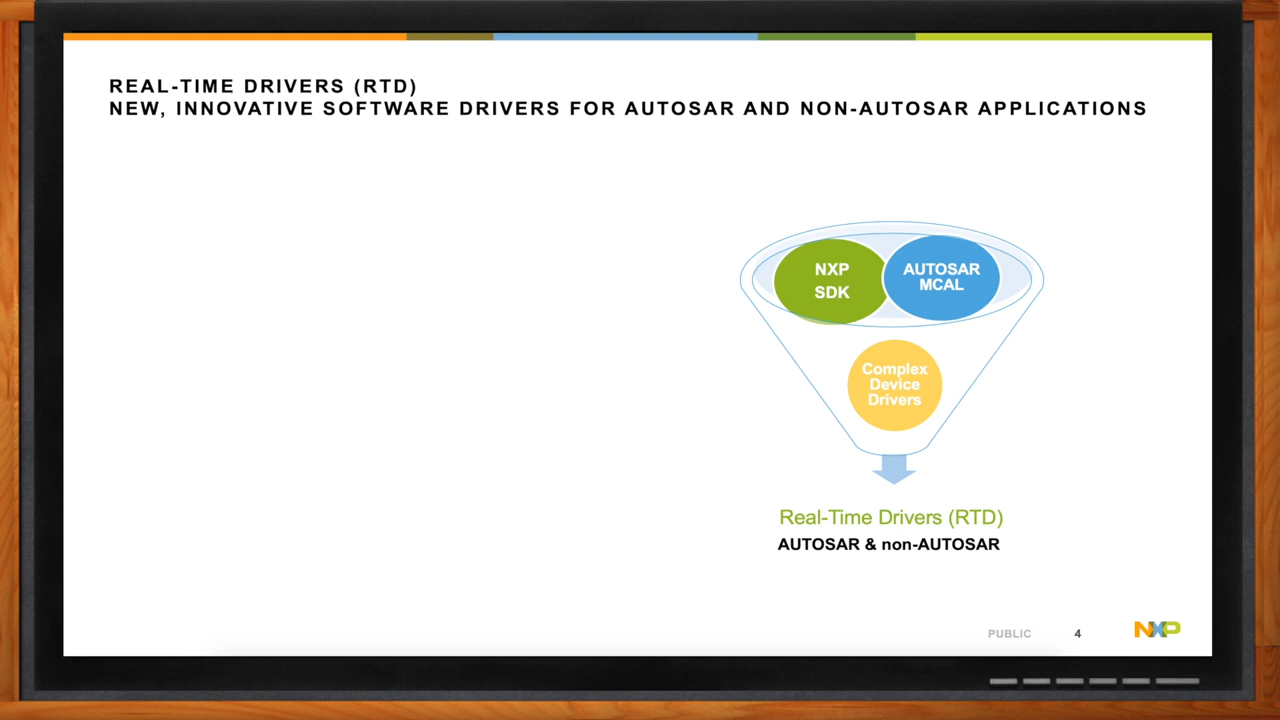 REAL-TIME DRIVERS (RTD)
NEW, INNOVATIVE SOFTWARE DRIVERS FOR AUTOSAR AND NON-AUTOSAR APPLICATIONS
NXP
SDK
AUTOSAR
MCAL
Complex
Device
Drivers
Real-Time Drivers (RTD)
AUTOSAR & non-AUTOSAR
PUBLIC
4
NXP